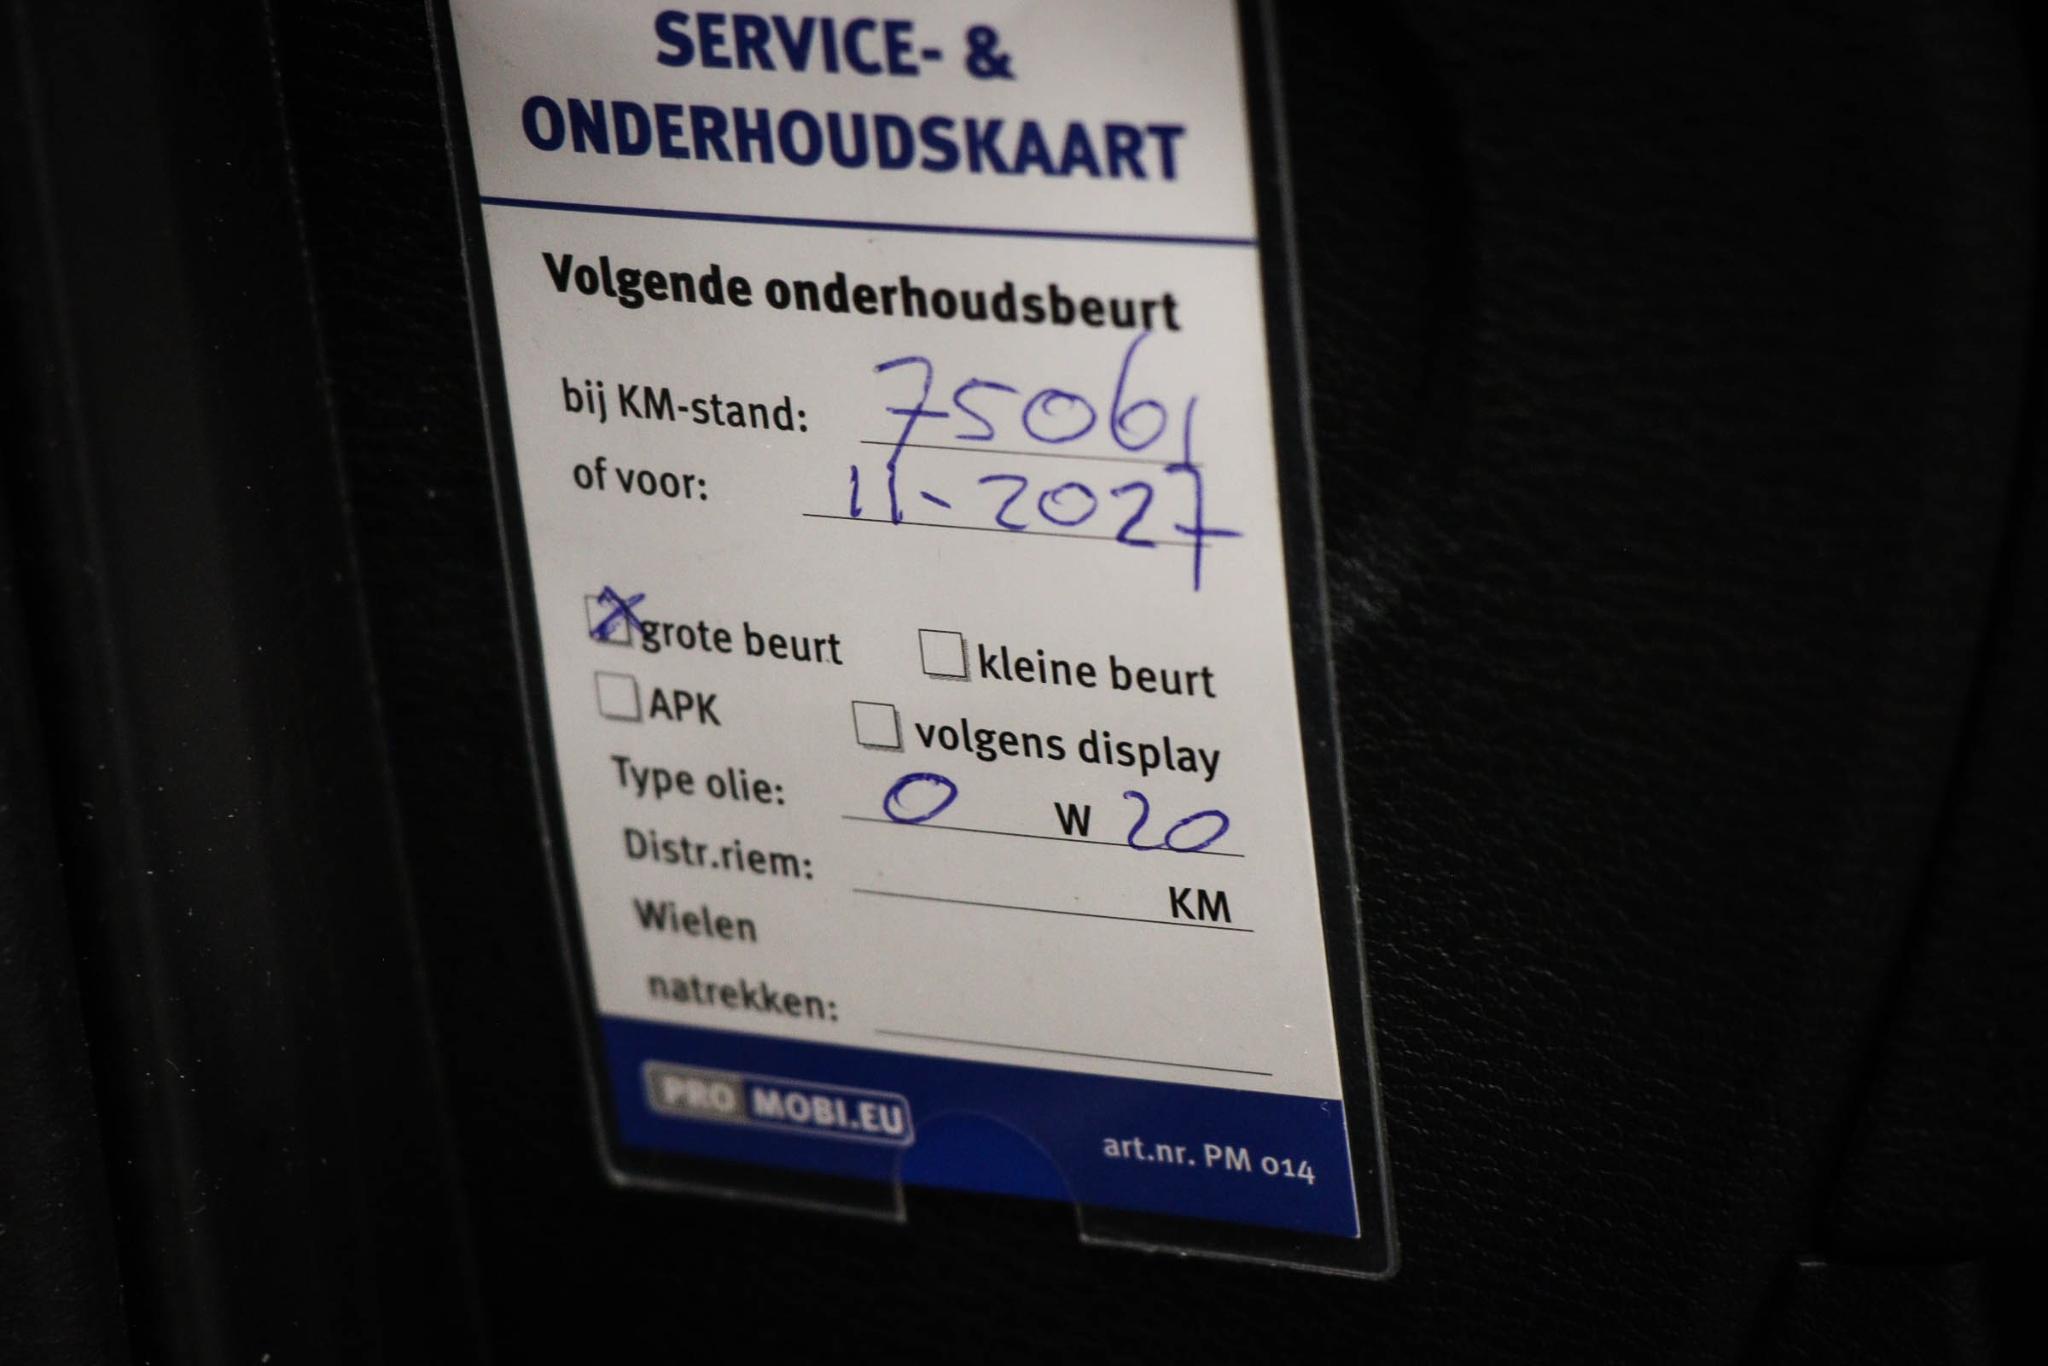 SERVICE- &
ONDERHOUDSKAART
Volgende onderhoudsbeurt
bij KM-stand: 75061
of voor: 11-2027
grote beurt kleine beurt
APK volgens display
Type olie: 0 W 20
Distr.riem: KM
Wielen
natrekken:
PRO MOBI.EU art.nr. PM 014